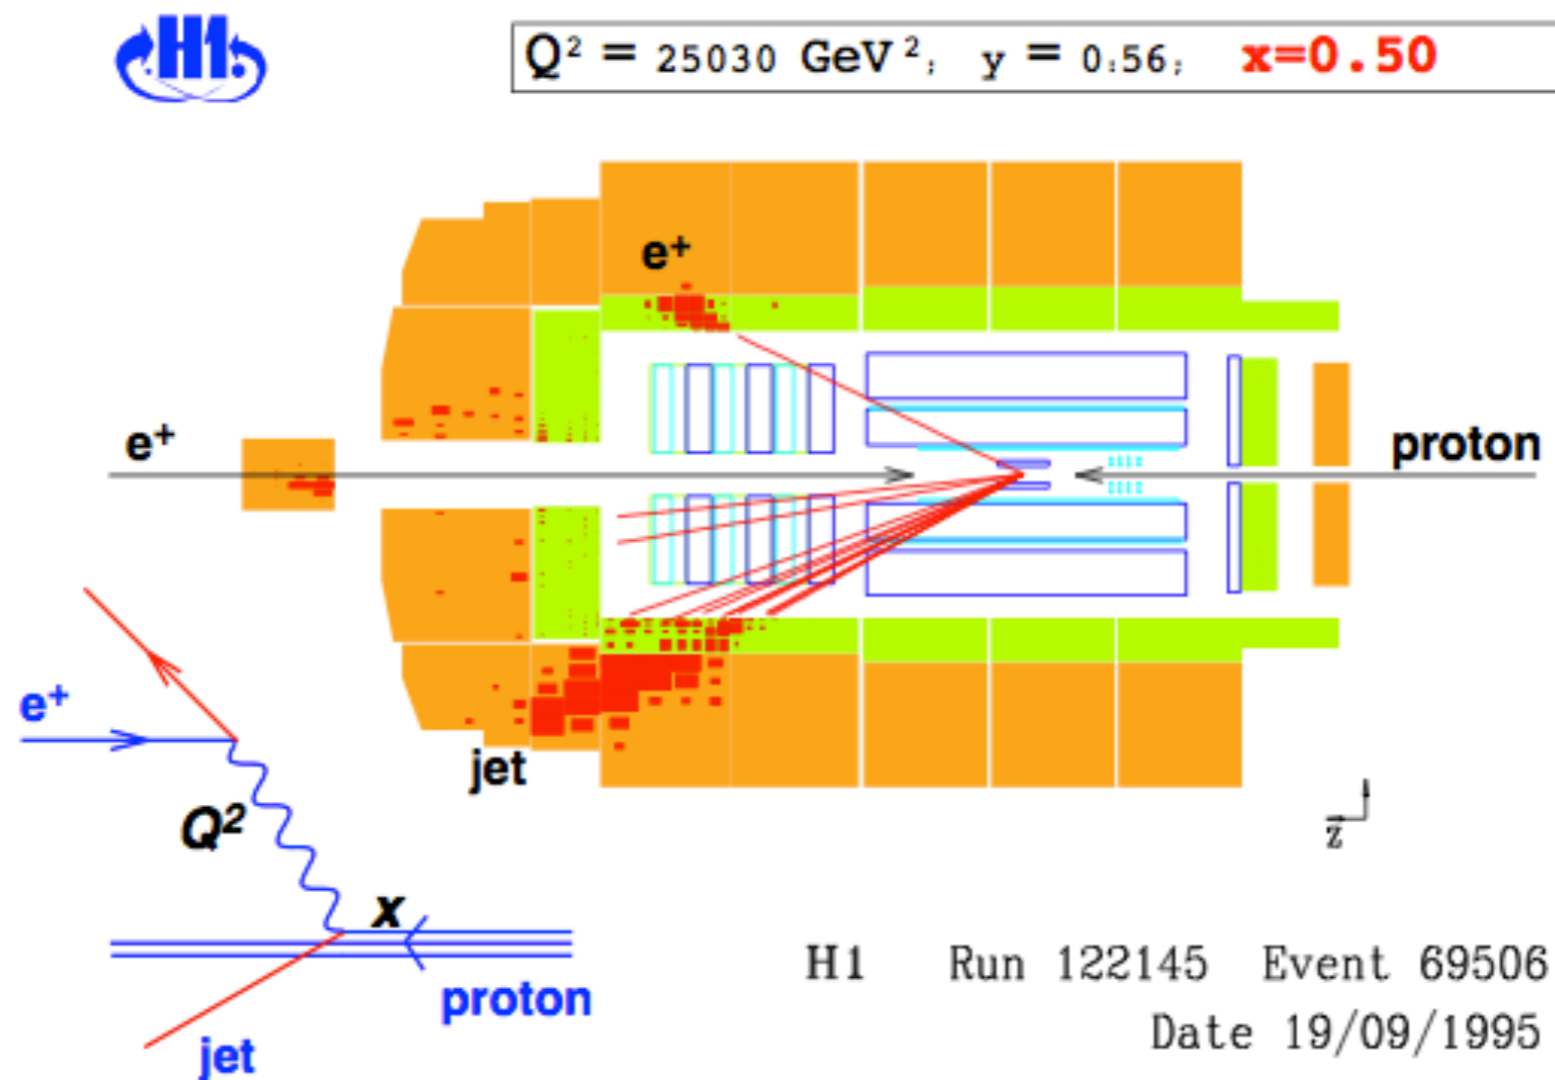 H1
Q² = 25030 GeV²; y = 0.56; x=0.50
e⁺
e⁺
proton
jet
z
e⁺
Q²
x
proton
jet
H1 Run 122145 Event 69506
Date 19/09/1995